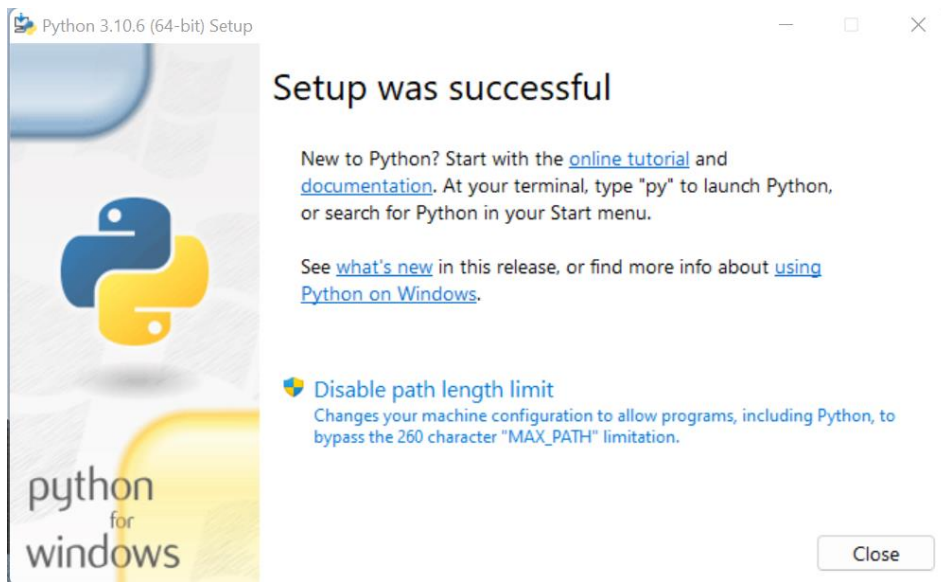 Python 3.10.6 (64-bit) Setup
Setup was successful
New to Python? Start with the online tutorial and
documentation. At your terminal, type "py" to launch Python,
or search for Python in your Start menu.
See what's new in this release, or find more info about using
Python on Windows.
Disable path length limit
Changes your machine configuration to allow programs, including Python, to
bypass the 260 character "MAX_PATH" limitation.
python
for
windows
Close